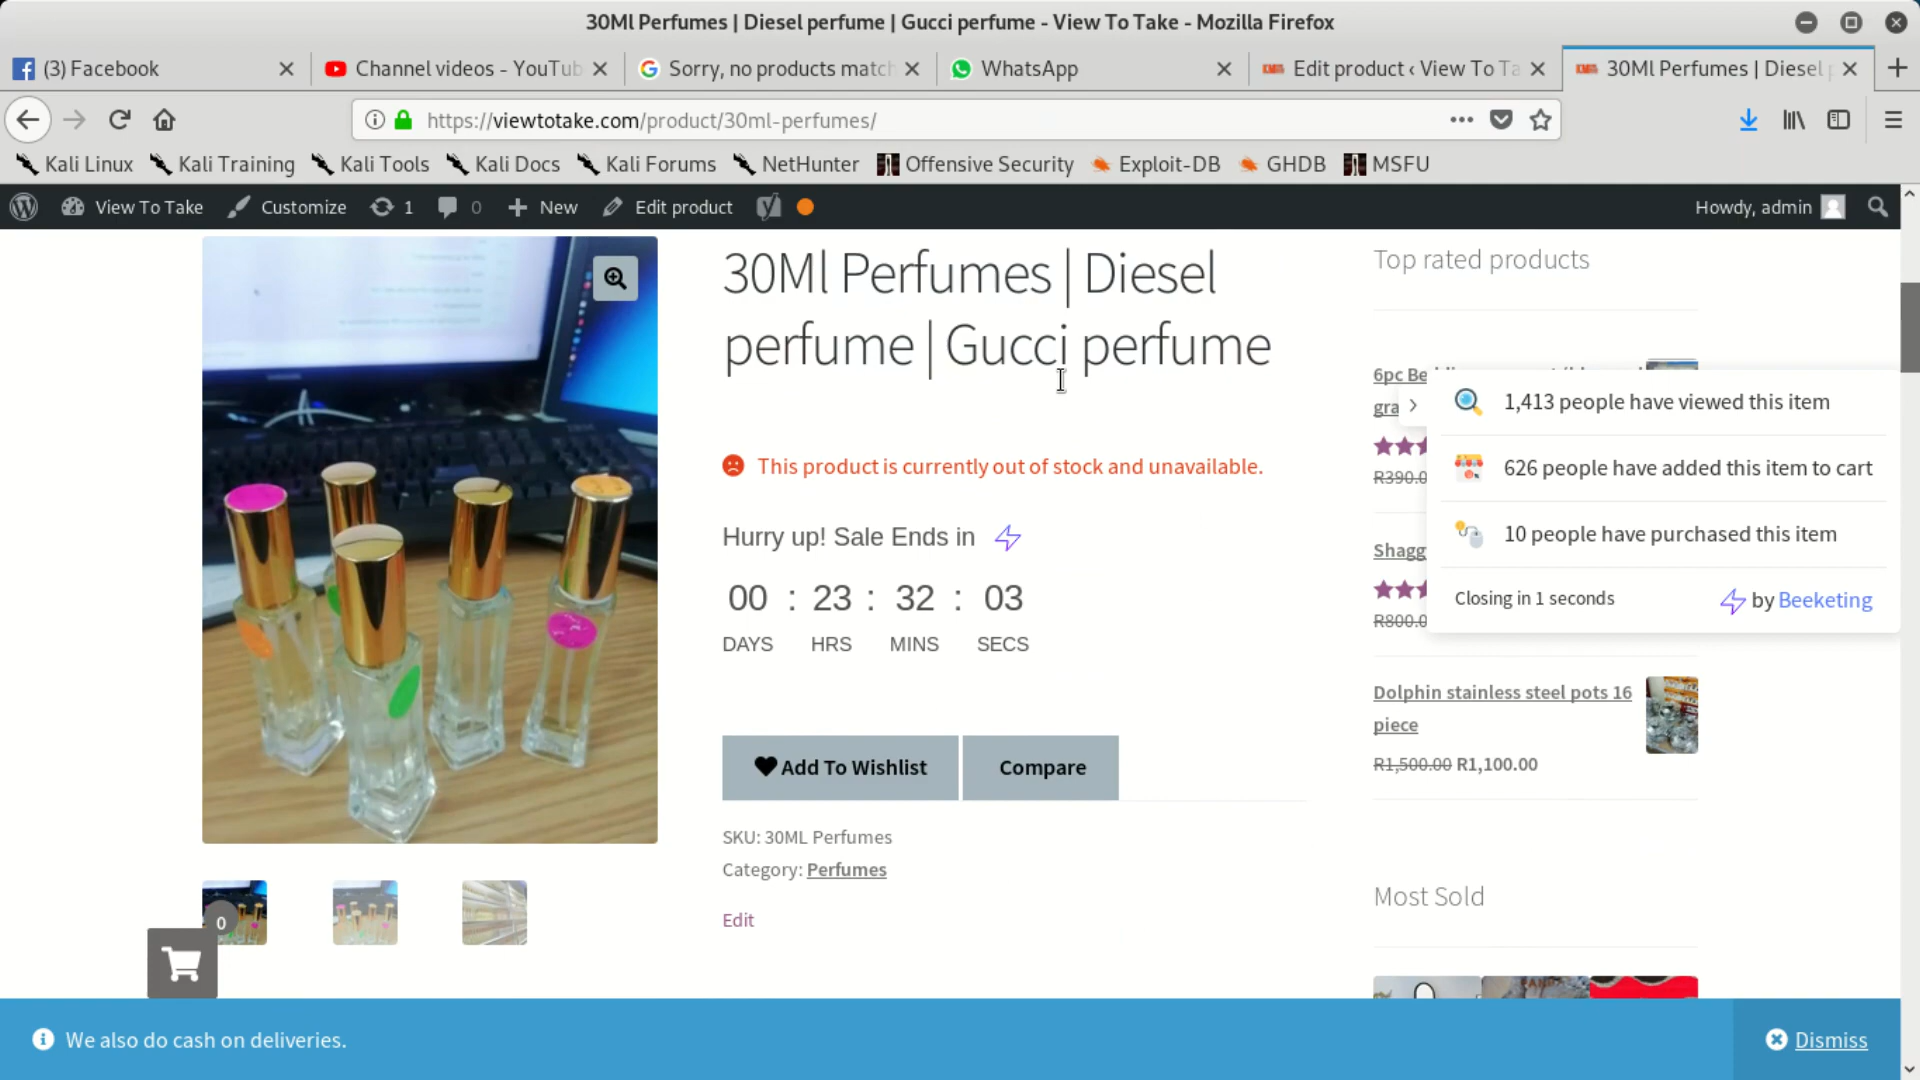 30Ml Perfumes | Diesel perfume | Gucci perfume - View To Take - Mozilla Firefox
(3) Facebook
Channel videos - YouTub
Sorry, no products match
WhatsApp
Edit product ‹ View To Ta
30Ml Perfumes | Diesel p
https://viewtotake.com/product/30ml-perfumes/
Kali Linux
Kali Training
Kali Tools
Kali Docs
Kali Forums
NetHunter
Offensive Security
Exploit-DB
GHDB
MSFU
View To Take
Customize
1
0
New
Edit product
Howdy, admin
30Ml Perfumes | Diesel
perfume | Gucci perfume
This product is currently out of stock and unavailable.
Hurry up! Sale Ends in
00 : 23 : 32 : 03
DAYS HRS MINS SECS
Add To Wishlist
Compare
SKU: 30ML Perfumes
Category: Perfumes
Edit
0
Top rated products
6pc Be
gra
R390.0
Shagg
R800.0
1,413 people have viewed this item
626 people have added this item to cart
10 people have purchased this item
Closing in 1 seconds
by Beeketing
Dolphin stainless steel pots 16
piece
R1,500.00 R1,100.00
Most Sold
We also do cash on deliveries.
Dismiss